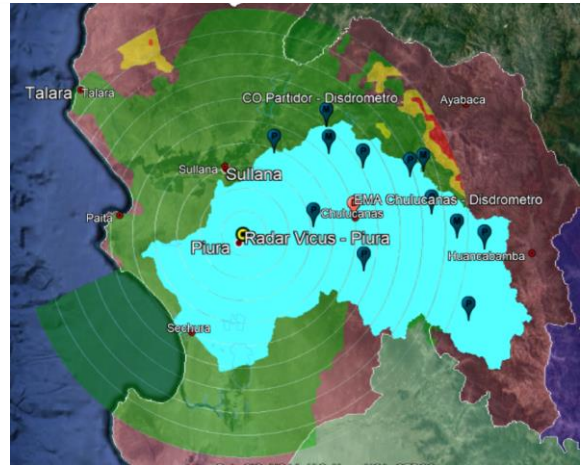 Talara
Talara
CO Partidor - Disdrometro
Ayabaca
P
M
M
P
P
M
Sullana
Sullana
EMA Chulucanas - Disdrometro
Paita
P
Chulucanas
P
M
P
Piura
Radar Vicus - Piura
Huancabamba
P
P
Sechura